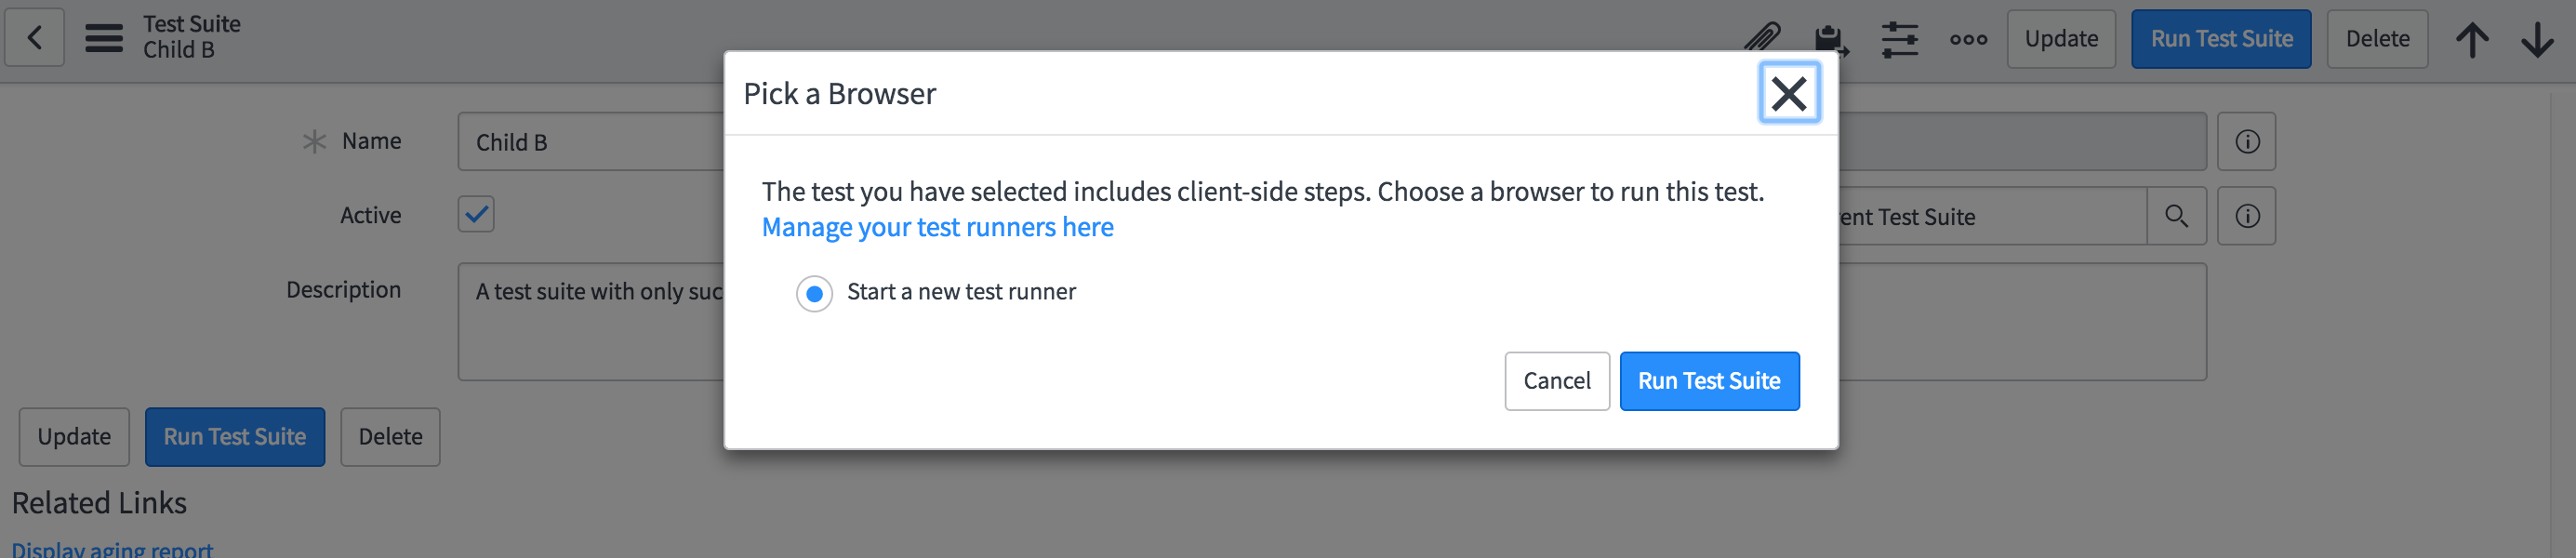 Test Suite
Child B
Update
Run Test Suite
Delete
Pick a Browser
Name
Child B
The test you have selected includes client-side steps. Choose a browser to run this test.
Manage your test runners here
Active
ent Test Suite
Start a new test runner
Description
A test suite with only suc
Cancel
Run Test Suite
Update
Run Test Suite
Delete
Related Links
Display aging report